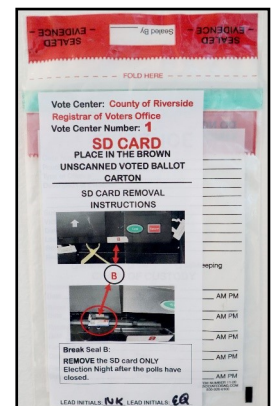 SEALED
EVIDENCE
Sealed By
SEALED
EVIDENCE
FOLD HERE
Vote Center: County of Riverside
Registrar of Voters Office
Vote Center Number: 1
SD CARD
PLACE IN THE BROWN
UNSCANNED VOTED BALLOT
CARTON
SD CARD REMOVAL
INSTRUCTIONS
B
B
eeping
AM PM
AM PM
AM PM
AM PM
AM PM
Break Seal B:
REMOVE the SD card ONLY
Election Night after the polls have
closed.
LEAD INITIALS: NK LEAD INITIALS: EQ